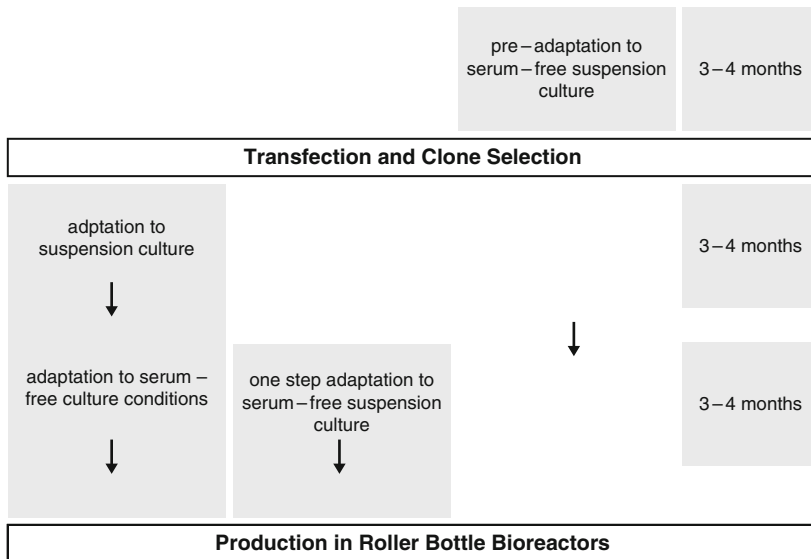 pre–adaptation to
serum–free suspension
culture
3–4 months
Transfection and Clone Selection
adptation to
suspension culture
3–4 months
adaptation to serum –
free culture conditions
one step adaptation to
serum–free suspension
culture
3–4 months
Production in Roller Bottle Bioreactors